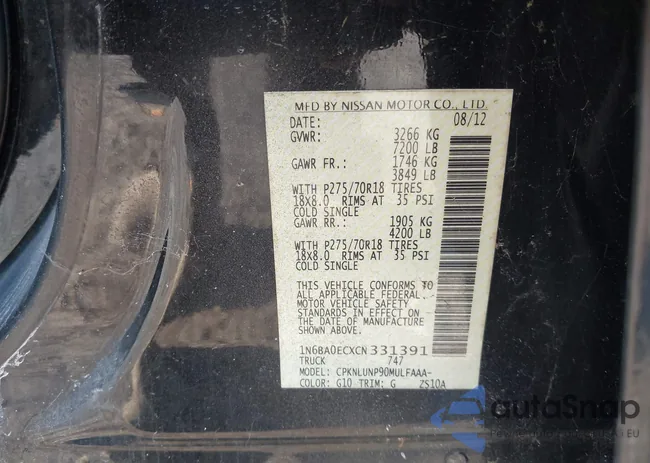 MFD BY NISSAN MOTOR CO., LTD.
DATE: 08/12
GVWR: 3266 KG
7200 LB
GAWR FR.: 1746 KG
3849 LB
WITH P275/70R18 TIRES
18X8.0 RIMS AT 35 PSI
COLD SINGLE
GAWR RR.: 1905 KG
4200 LB
WITH P275/70R18 TIRES
18X8.0 RIMS AT 35 PSI
COLD SINGLE
THIS VEHICLE CONFORMS TO
ALL APPLICABLE FEDERAL
MOTOR VEHICLE SAFETY
STANDARDS IN EFFECT ON
THE DATE OF MANUFACTURE
SHOWN ABOVE.
1N6BA0ECXCN331391
TRUCK 747
MODEL: CPKNLUNP90MULFAAA-
COLOR: G10 TRIM: G ZS10A
autoSnap
EU